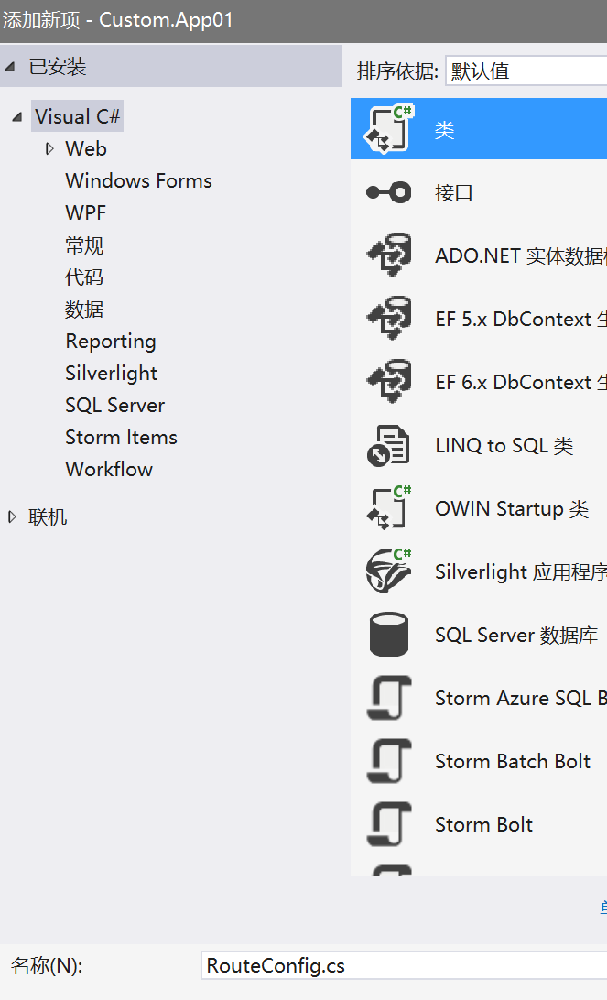 添加新项 - Custom.App01
已安装
Visual C#
Web
Windows Forms
WPF
常规
代码
数据
Reporting
Silverlight
SQL Server
Storm Items
Workflow
联机
排序依据: 默认值
C# 类
接口
ADO.NET 实体数据
EF 5.x DbContext
EF 6.x DbContext
LINQ to SQL 类
C# OWIN Startup 类
C# Silverlight 应用程序
SQL Server 数据库
Storm Azure SQL B
Storm Batch Bolt
Storm Bolt
名称(N): RouteConfig.cs